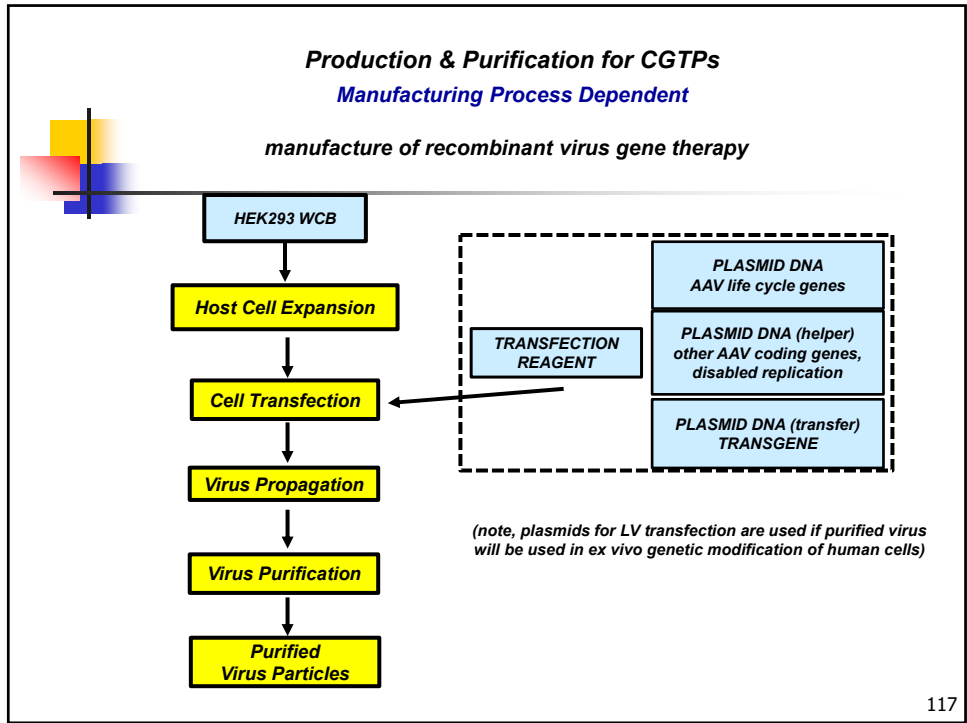 Production & Purification for CGTPs
Manufacturing Process Dependent
manufacture of recombinant virus gene therapy
HEK293 WCB
Host Cell Expansion
Cell Transfection
Virus Propagation
Virus Purification
Purified
Virus Particles
TRANSFECTION
REAGENT
PLASMID DNA
AAV life cycle genes
PLASMID DNA (helper)
other AAV coding genes,
disabled replication
PLASMID DNA (transfer)
TRANSGENE
(note, plasmids for LV transfection are used if purified virus
will be used in ex vivo genetic modification of human cells)
117